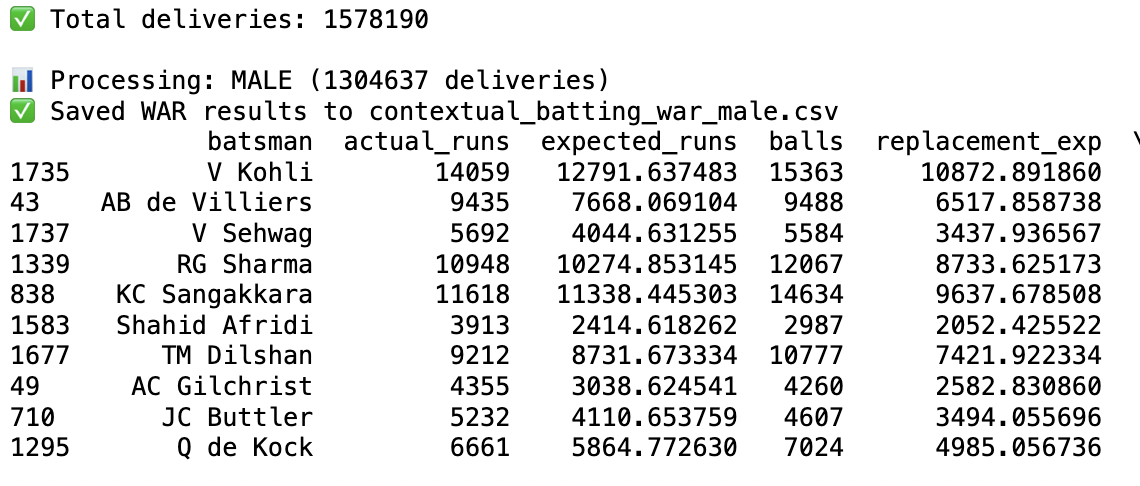 ✅ Total deliveries: 1578190
📊 Processing: MALE (1304637 deliveries)
✅ Saved WAR results to contextual_batting_war_male.csv
batsman actual_runs expected_runs balls replacement_exp \
1735 V Kohli 14059 12791.637483 15363 10872.891860
43 AB de Villiers 9435 7668.069104 9488 6517.858738
1737 V Sehwag 5692 4044.631255 5584 3437.936567
1339 RG Sharma 10948 10274.853145 12067 8733.625173
838 KC Sangakkara 11618 11338.445303 14634 9637.678508
1583 Shahid Afridi 3913 2414.618262 2987 2052.425522
1677 TM Dilshan 9212 8731.673334 10777 7421.922334
49 AC Gilchrist 4355 3038.624541 4260 2582.830860
710 JC Buttler 5232 4110.653759 4607 3494.055696
1295 Q de Kock 6661 5864.772630 7024 4985.056736